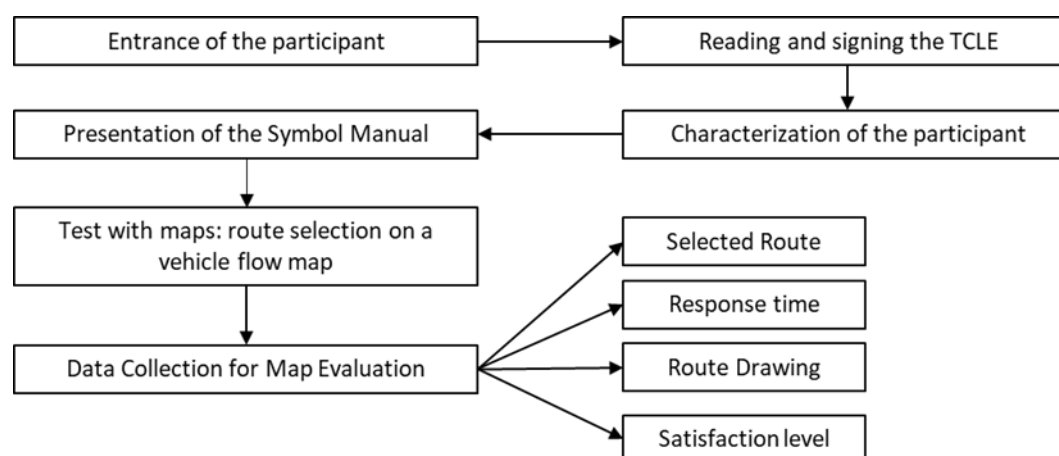 Entrance of the participant
Reading and signing the TCLE
Characterization of the participant
Presentation of the Symbol Manual
Test with maps: route selection on a
vehicle flow map
Data Collection for Map Evaluation
Selected Route
Response time
Route Drawing
Satisfaction level